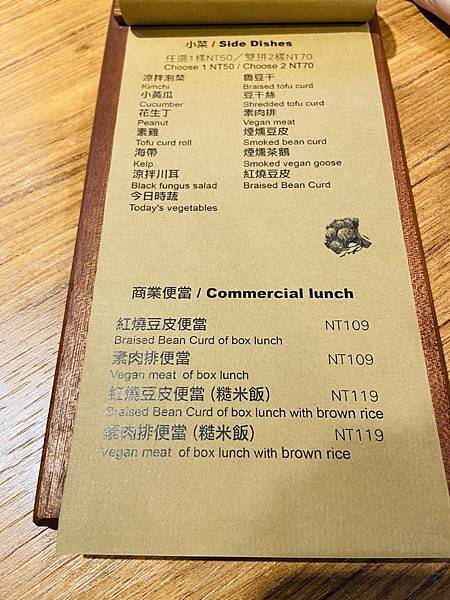 小菜 / Side Dishes
任選1樣NT50／雙拼2樣NT70
Choose 1 NT50 / Choose 2 NT70
涼拌泡菜 魯豆干
Kimchi Braised tofu curd
小黃瓜 豆干絲
Cucumber Shredded tofu curd
花生丁 素肉排
Peanut Vegan meat
素雞 煙燻豆皮
Tofu curd roll Smoked bean curd
海帶 煙燻茶鵝
Kelp Smoked vegan goose
涼拌川耳 紅燒豆皮
Black fungus salad Braised Bean Curd
今日時蔬
Today's vegetables
商業便當 / Commercial lunch
紅燒豆皮便當 NT109
Braised Bean Curd of box lunch
素肉排便當 NT109
Vegan meat of box lunch
紅燒豆皮便當 (糙米飯) NT119
Braised Bean Curd of box lunch with brown rice
素肉排便當 (糙米飯) NT119
Vegan meat of box lunch with brown rice